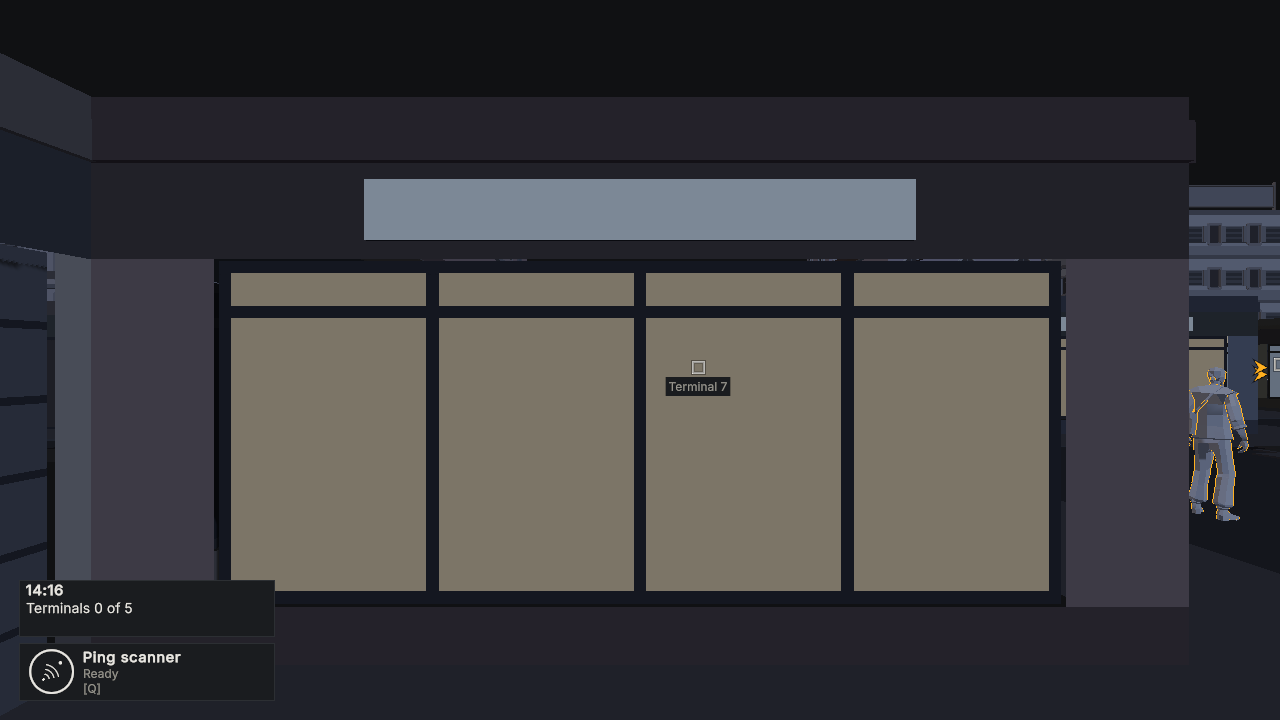 Terminal 7
14:16
Terminals 0 of 5
Ping scanner
Ready
[Q]